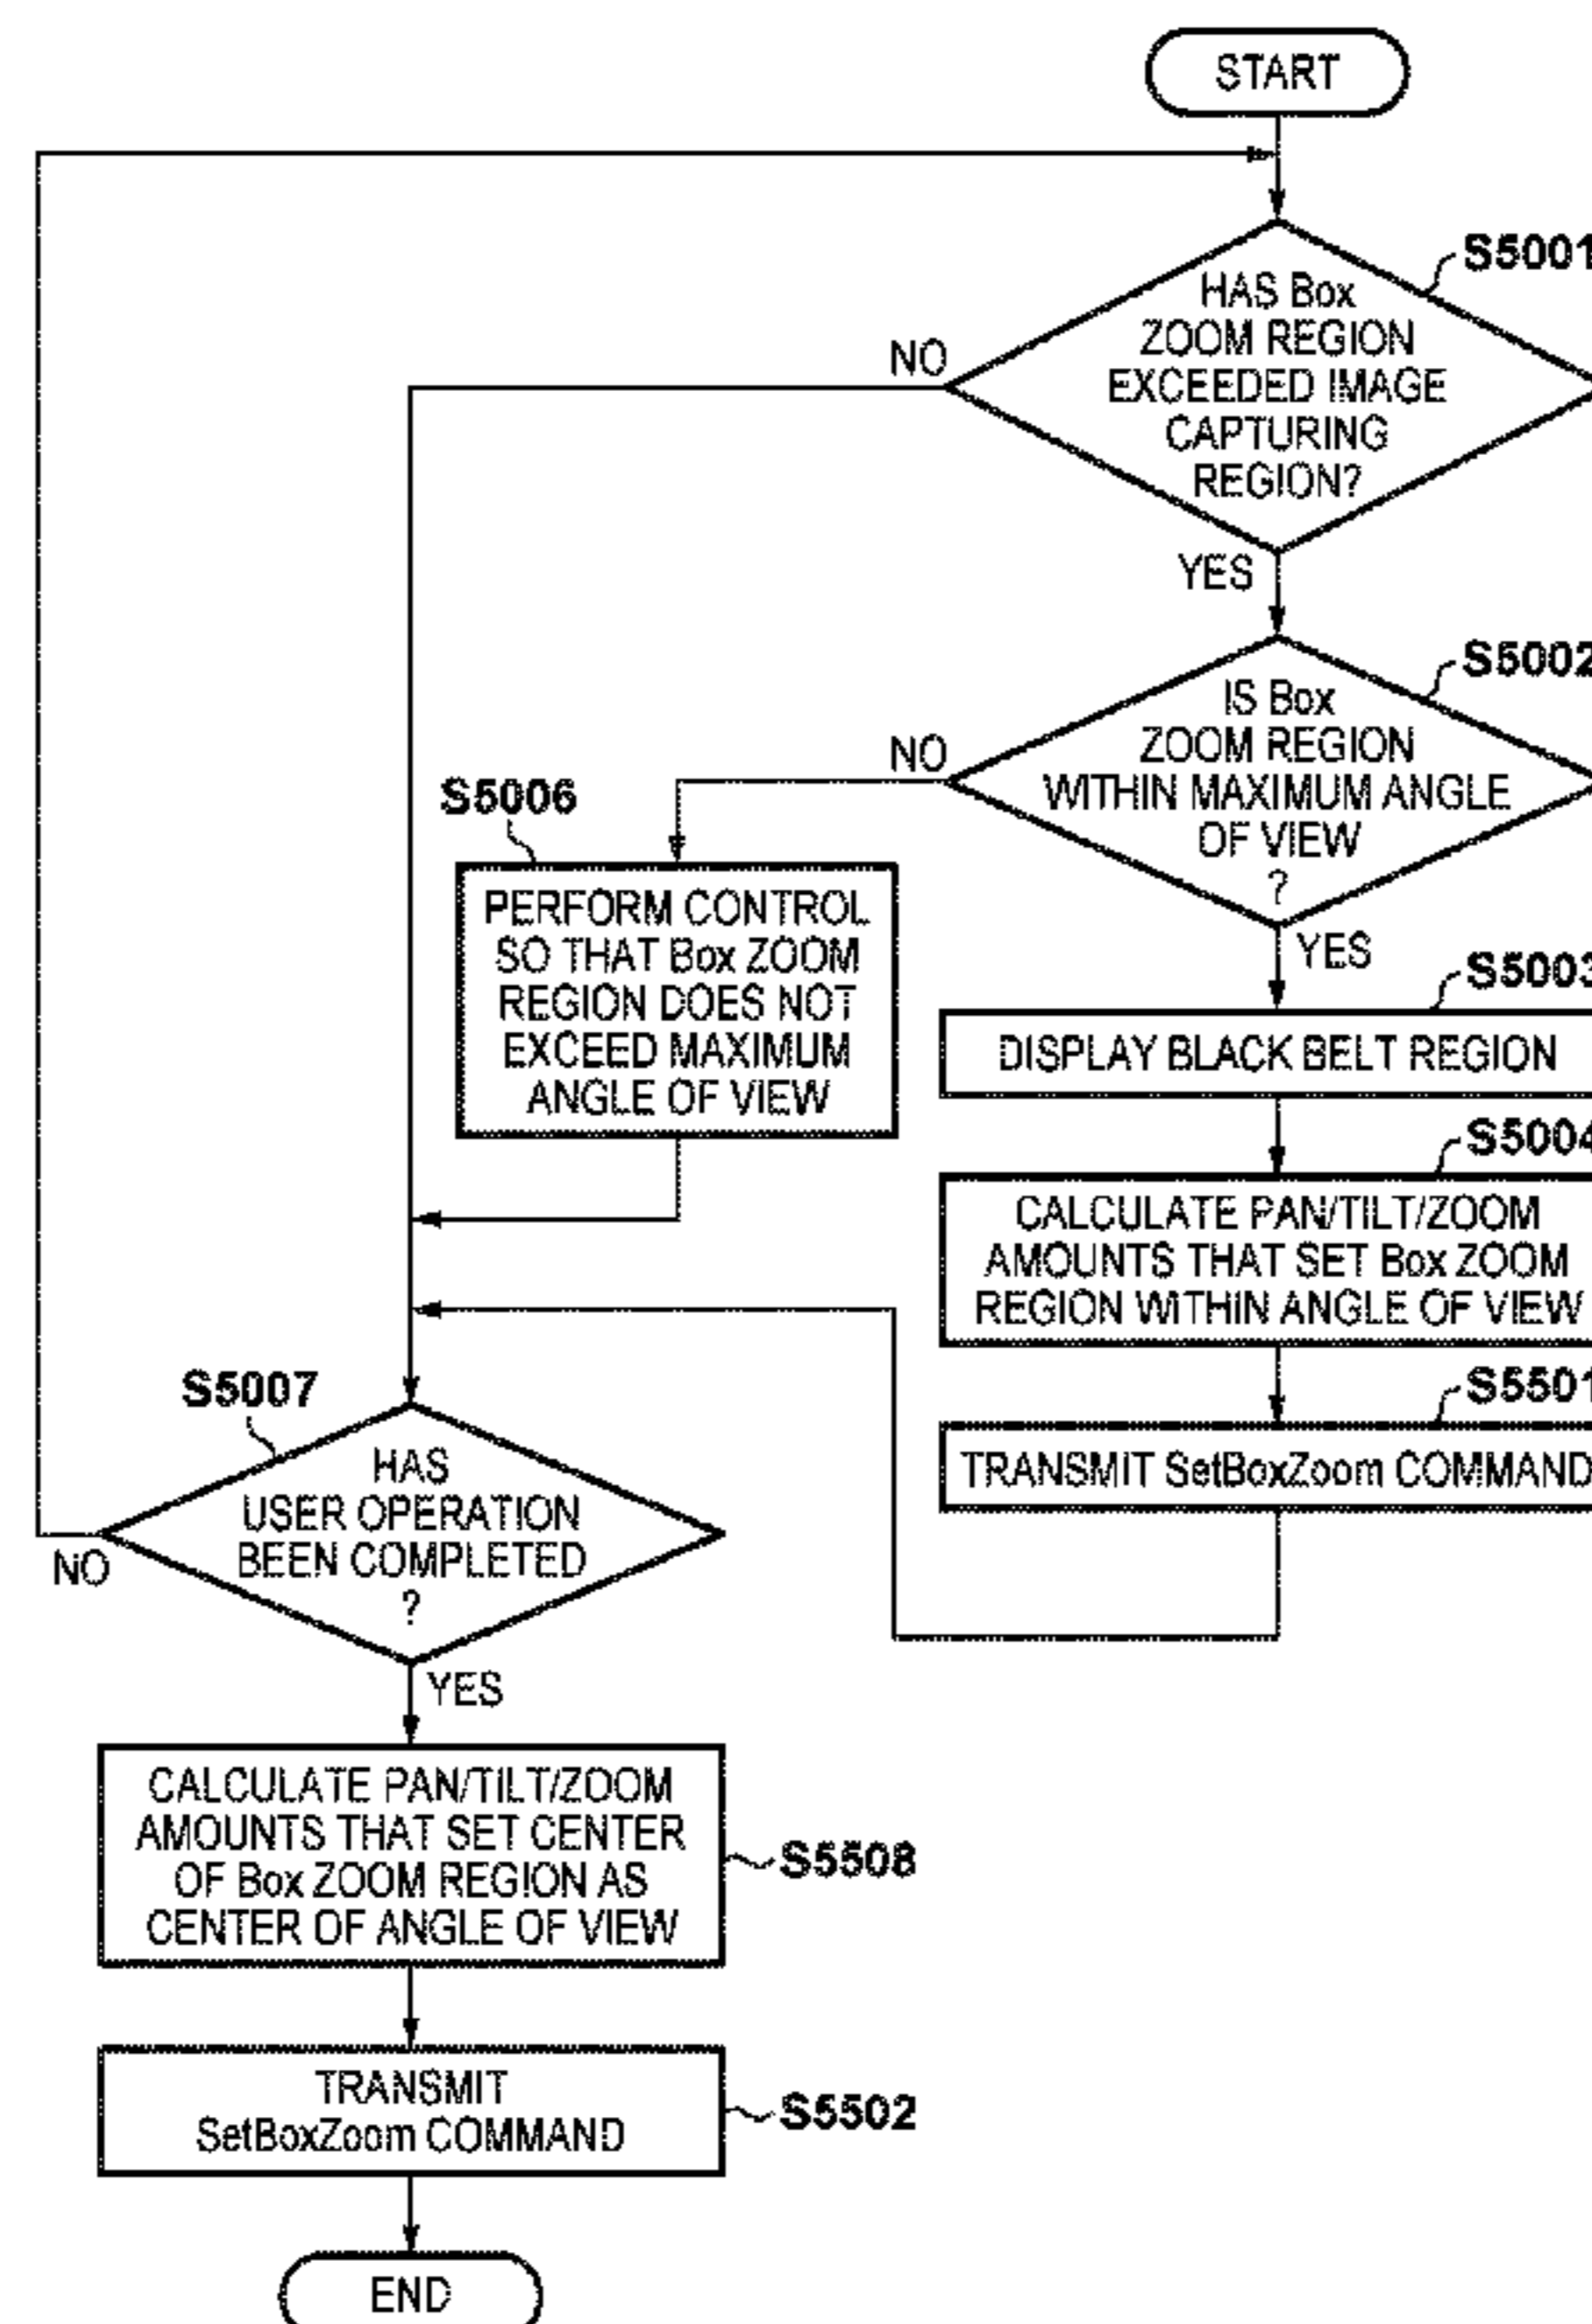 START
S5001
HAS Box
ZOOM REGION
EXCEEDED IMAGE
CAPTURING
REGION?
NO
YES
S5002
IS Box
ZOOM REGION
WITHIN MAXIMUM ANGLE
OF VIEW
?
NO
YES
S5006
PERFORM CONTROL
SO THAT Box ZOOM
REGION DOES NOT
EXCEED MAXIMUM
ANGLE OF VIEW
S5003
DISPLAY BLACK BELT REGION
S5004
CALCULATE PAN/TILT/ZOOM
AMOUNTS THAT SET Box ZOOM
REGION WITHIN ANGLE OF VIEW
S5501
TRANSMIT SetBoxZoom COMMAND
S5007
HAS
USER OPERATION
BEEN COMPLETED
?
NO
YES
CALCULATE PAN/TILT/ZOOM
AMOUNTS THAT SET CENTER
OF Box ZOOM REGION AS
CENTER OF ANGLE OF VIEW
S5508
TRANSMIT
SetBoxZoom COMMAND
S5502
END